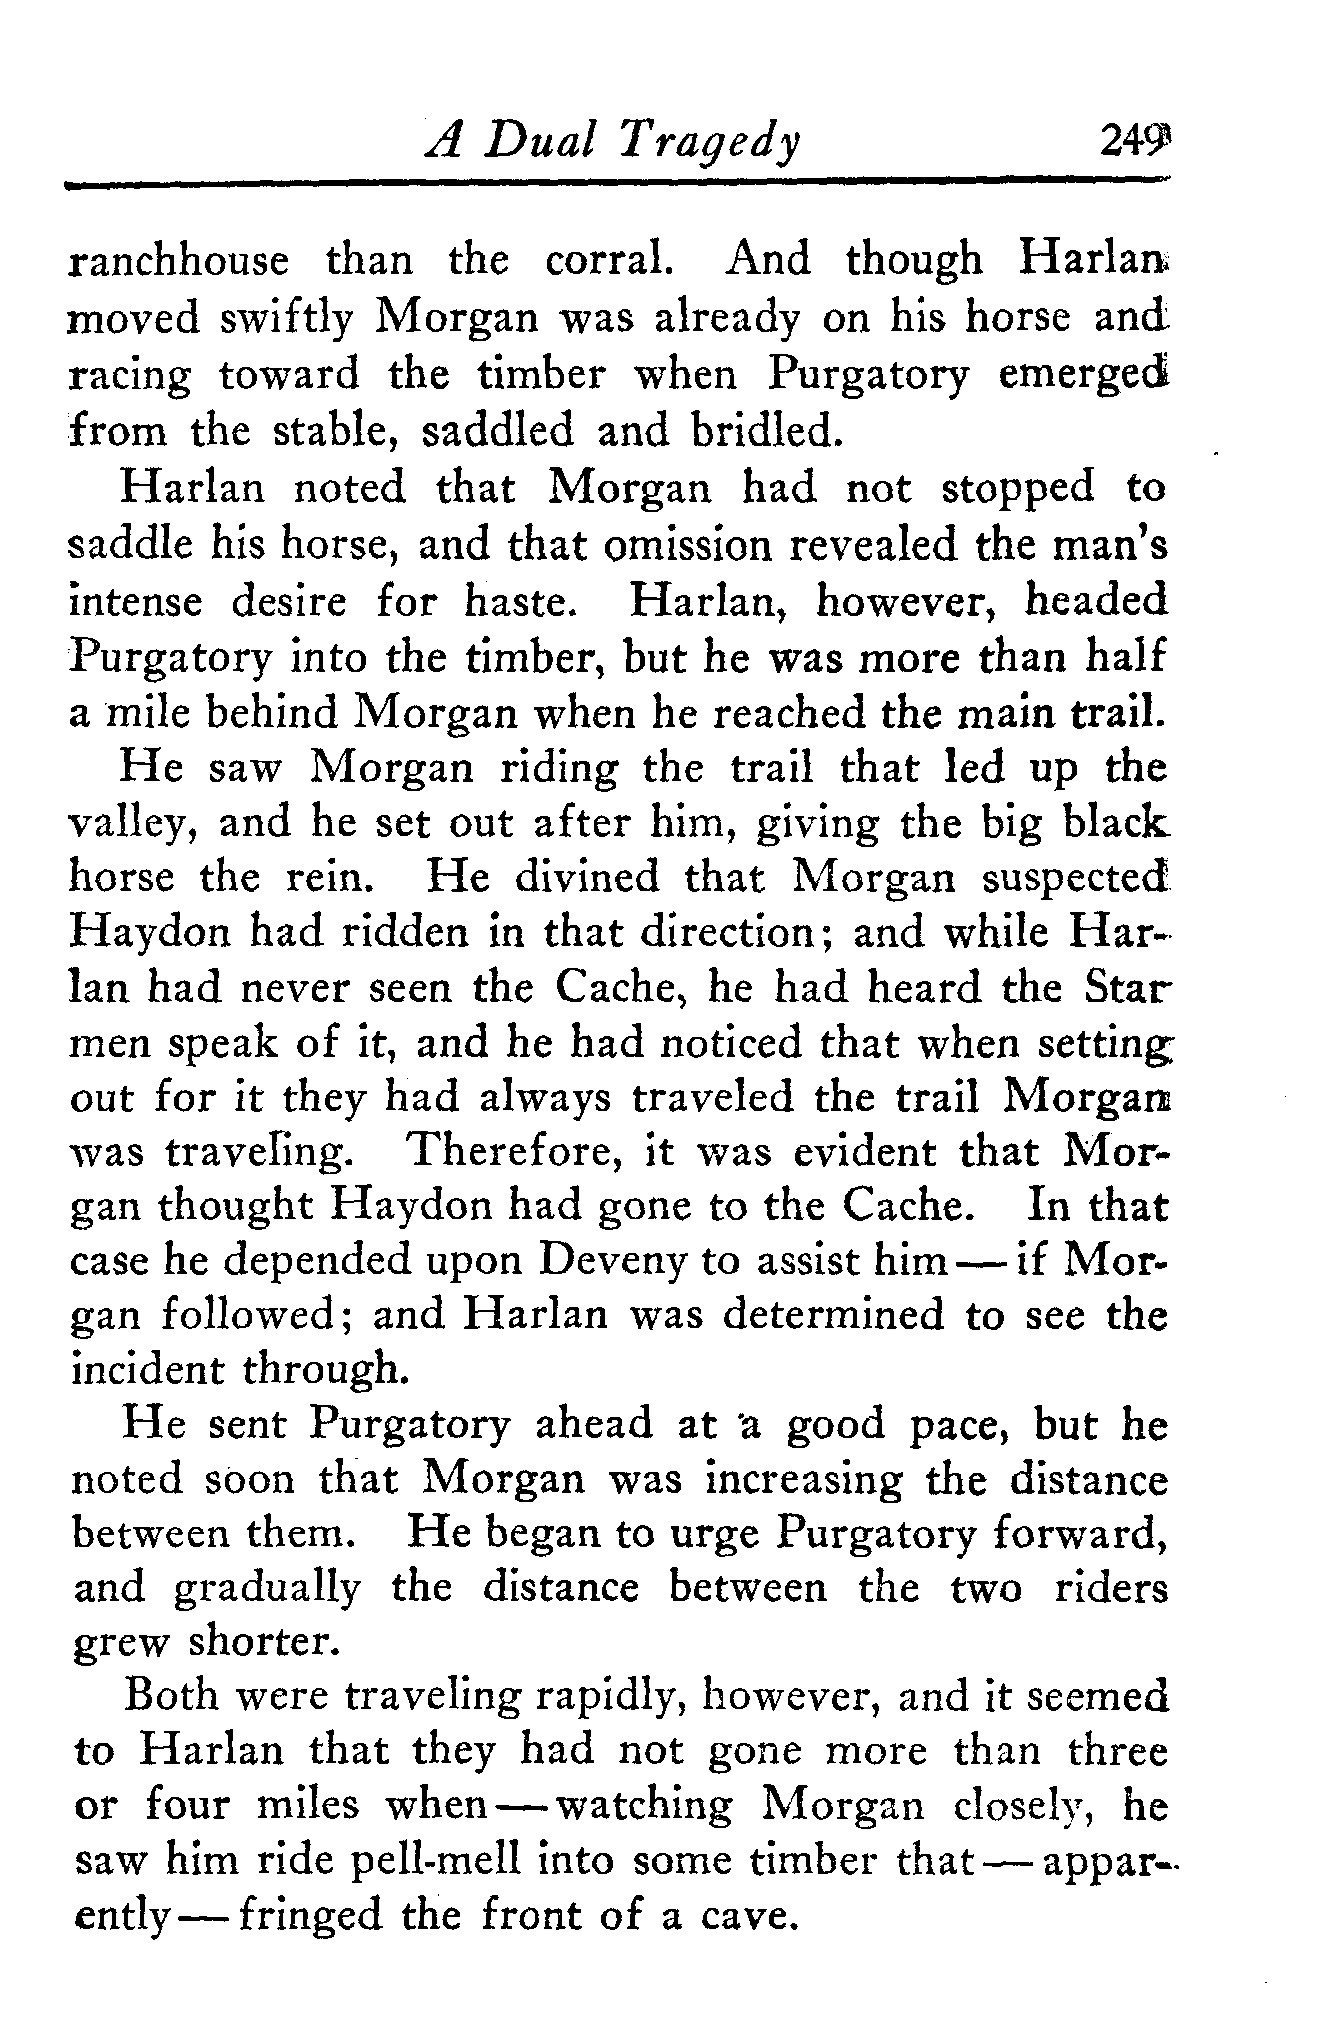 A Dual Tragedy 249
ranchhouse than the corral. And though Harlan
moved swiftly Morgan was already on his horse and
racing toward the timber when Purgatory emerged
from the stable, saddled and bridled.
Harlan noted that Morgan had not stopped to
saddle his horse, and that omission revealed the man's
intense desire for haste. Harlan, however, headed
Purgatory into the timber, but he was more than half
a mile behind Morgan when he reached the main trail.
He saw Morgan riding the trail that led up the
valley, and he set out after him, giving the big black
horse the rein. He divined that Morgan suspected
Haydon had ridden in that direction; and while Har-
lan had never seen the Cache, he had heard the Star
men speak of it, and he had noticed that when setting
out for it they had always traveled the trail Morgan
was traveling. Therefore, it was evident that Mor-
gan thought Haydon had gone to the Cache. In that
case he depended upon Deveny to assist him — if Mor-
gan followed; and Harlan was determined to see the
incident through.
He sent Purgatory ahead at a good pace, but he
noted soon that Morgan was increasing the distance
between them. He began to urge Purgatory forward,
and gradually the distance between the two riders
grew shorter.
Both were traveling rapidly, however, and it seemed
to Harlan that they had not gone more than three
or four miles when — watching Morgan closely, he
saw him ride pell-mell into some timber that — appar-
ently — fringed the front of a cave.